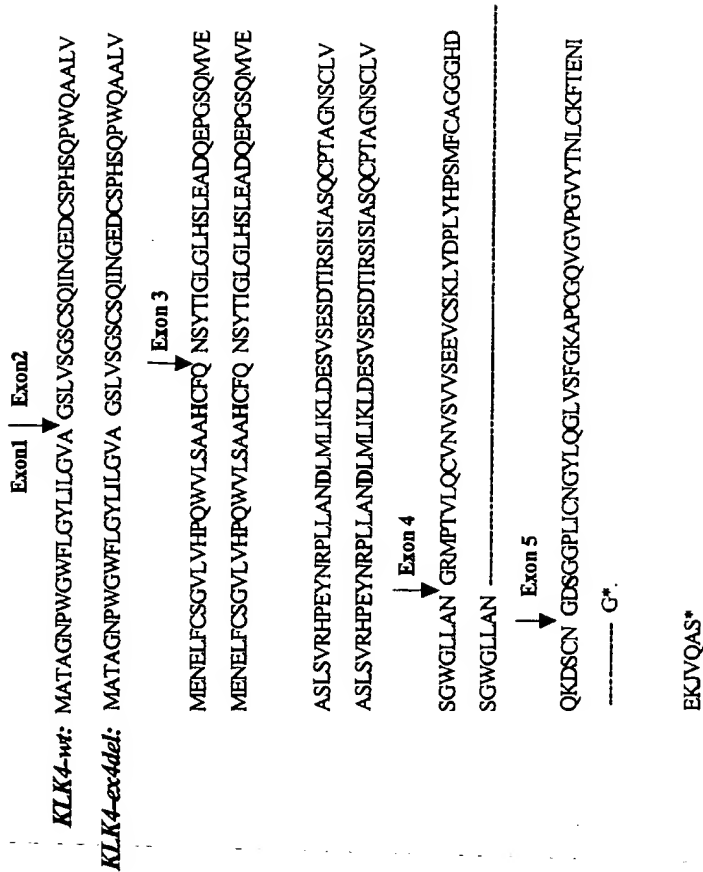 Exon1 Exon2
KLK4-wt: MATAGNPWGWFLGYLILGVA GSLVSGSCSQIINGEDCSPHSQPWQAALV
KLK4-ex4del: MATAGNPWGWFLGYLILGVA GSLVSGSCSQIINGEDCSPHSQPWQAALV
Exon 3
MENELFCSGVLVHPQWVLSAAHCFQ NSYTIGLGLHSLEADQEPGSQMVE
MENELFCSGVLVHPQWVLSAAHCFQ NSYTIGLGLHSLEADQEPGSQMVE
ASLSVRHPEYNRPLLANDLMLIKLDESVSESDTIRSISIASQCPTAGNSCLV
ASLSVRHPEYNRPLLANDLMLIKLDESVSESDTIRSISIASQCPTAGNSCLV
Exon 4
SGWGLLAN GRMPTVLQCVNVSVVSEEVCSKLYDPLYHPSMFCAGGGHD
SGWGLLAN ----------------------------------------
Exon 5
QKDSCN GDSGGPLICNGYLQGLVSFGKAPCGQVGVPGVYTNLCKFTENI
---------- G*.
EKJVQAS*